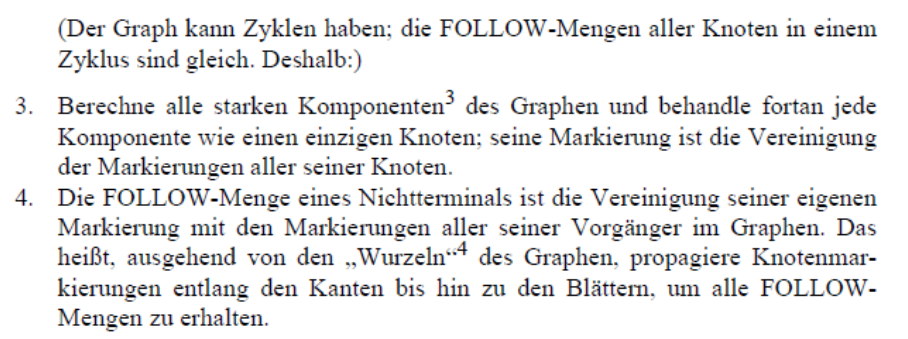 (Der Graph kann Zyklen haben; die FOLLOW-Mengen aller Knoten in einem
Zyklus sind gleich. Deshalb:)
3. Berechne alle starken Komponenten³ des Graphen und behandle fortan jede
Komponente wie einen einzigen Knoten; seine Markierung ist die Vereinigung
der Markierungen aller seiner Knoten.
4. Die FOLLOW-Menge eines Nichtterminals ist die Vereinigung seiner eigenen
Markierung mit den Markierungen aller seiner Vorgänger im Graphen. Das
heißt, ausgehend von den „Wurzeln“⁴ des Graphen, propagiere Knotenmar-
kierungen entlang den Kanten bis hin zu den Blättern, um alle FOLLOW-
Mengen zu erhalten.